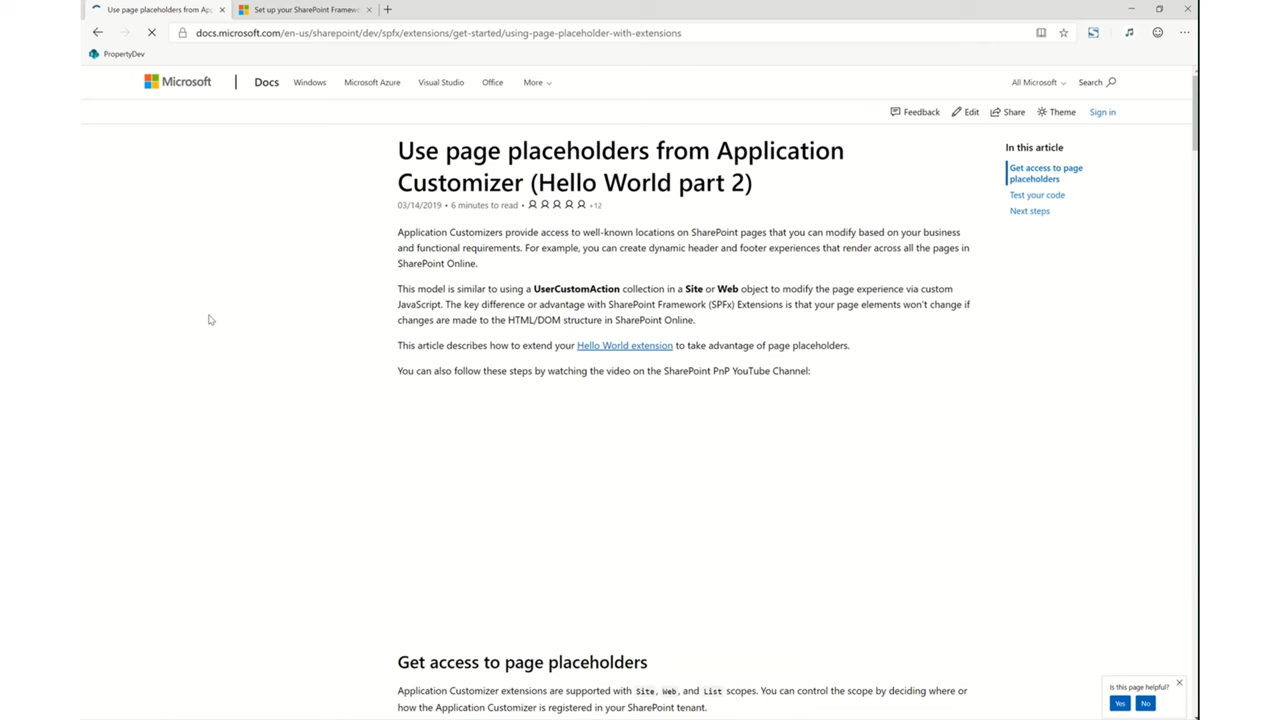 Use page placeholders from Apc
Set up your SharePoint Framewo
docs.microsoft.com/en-us/sharepoint/dev/spfx/extensions/get-started/using-page-placeholder-with-extensions
PropertyDev
Microsoft
Docs
Windows
Microsoft Azure
Visual Studio
Office
More
All Microsoft
Search
Feedback
Edit
Share
Theme
Sign in
Use page placeholders from Application
Customizer (Hello World part 2)
03/14/2019 • 6 minutes to read •
+12
In this article
Get access to page
placeholders
Test your code
Next steps
Application Customizers provide access to well-known locations on SharePoint pages that you can modify based on your business
and functional requirements. For example, you can create dynamic header and footer experiences that render across all the pages in
SharePoint Online.
This model is similar to using a UserCustomAction collection in a Site or Web object to modify the page experience via custom
JavaScript. The key difference or advantage with SharePoint Framework (SPFx) Extensions is that your page elements won't change if
changes are made to the HTML/DOM structure in SharePoint Online.
This article describes how to extend your Hello World extension to take advantage of page placeholders.
You can also follow these steps by watching the video on the SharePoint PnP YouTube Channel:
Get access to page placeholders
Application Customizer extensions are supported with Site, Web, and List scopes. You can control the scope by deciding where or
how the Application Customizer is registered in your SharePoint tenant.
Is this page helpful?
Yes
No